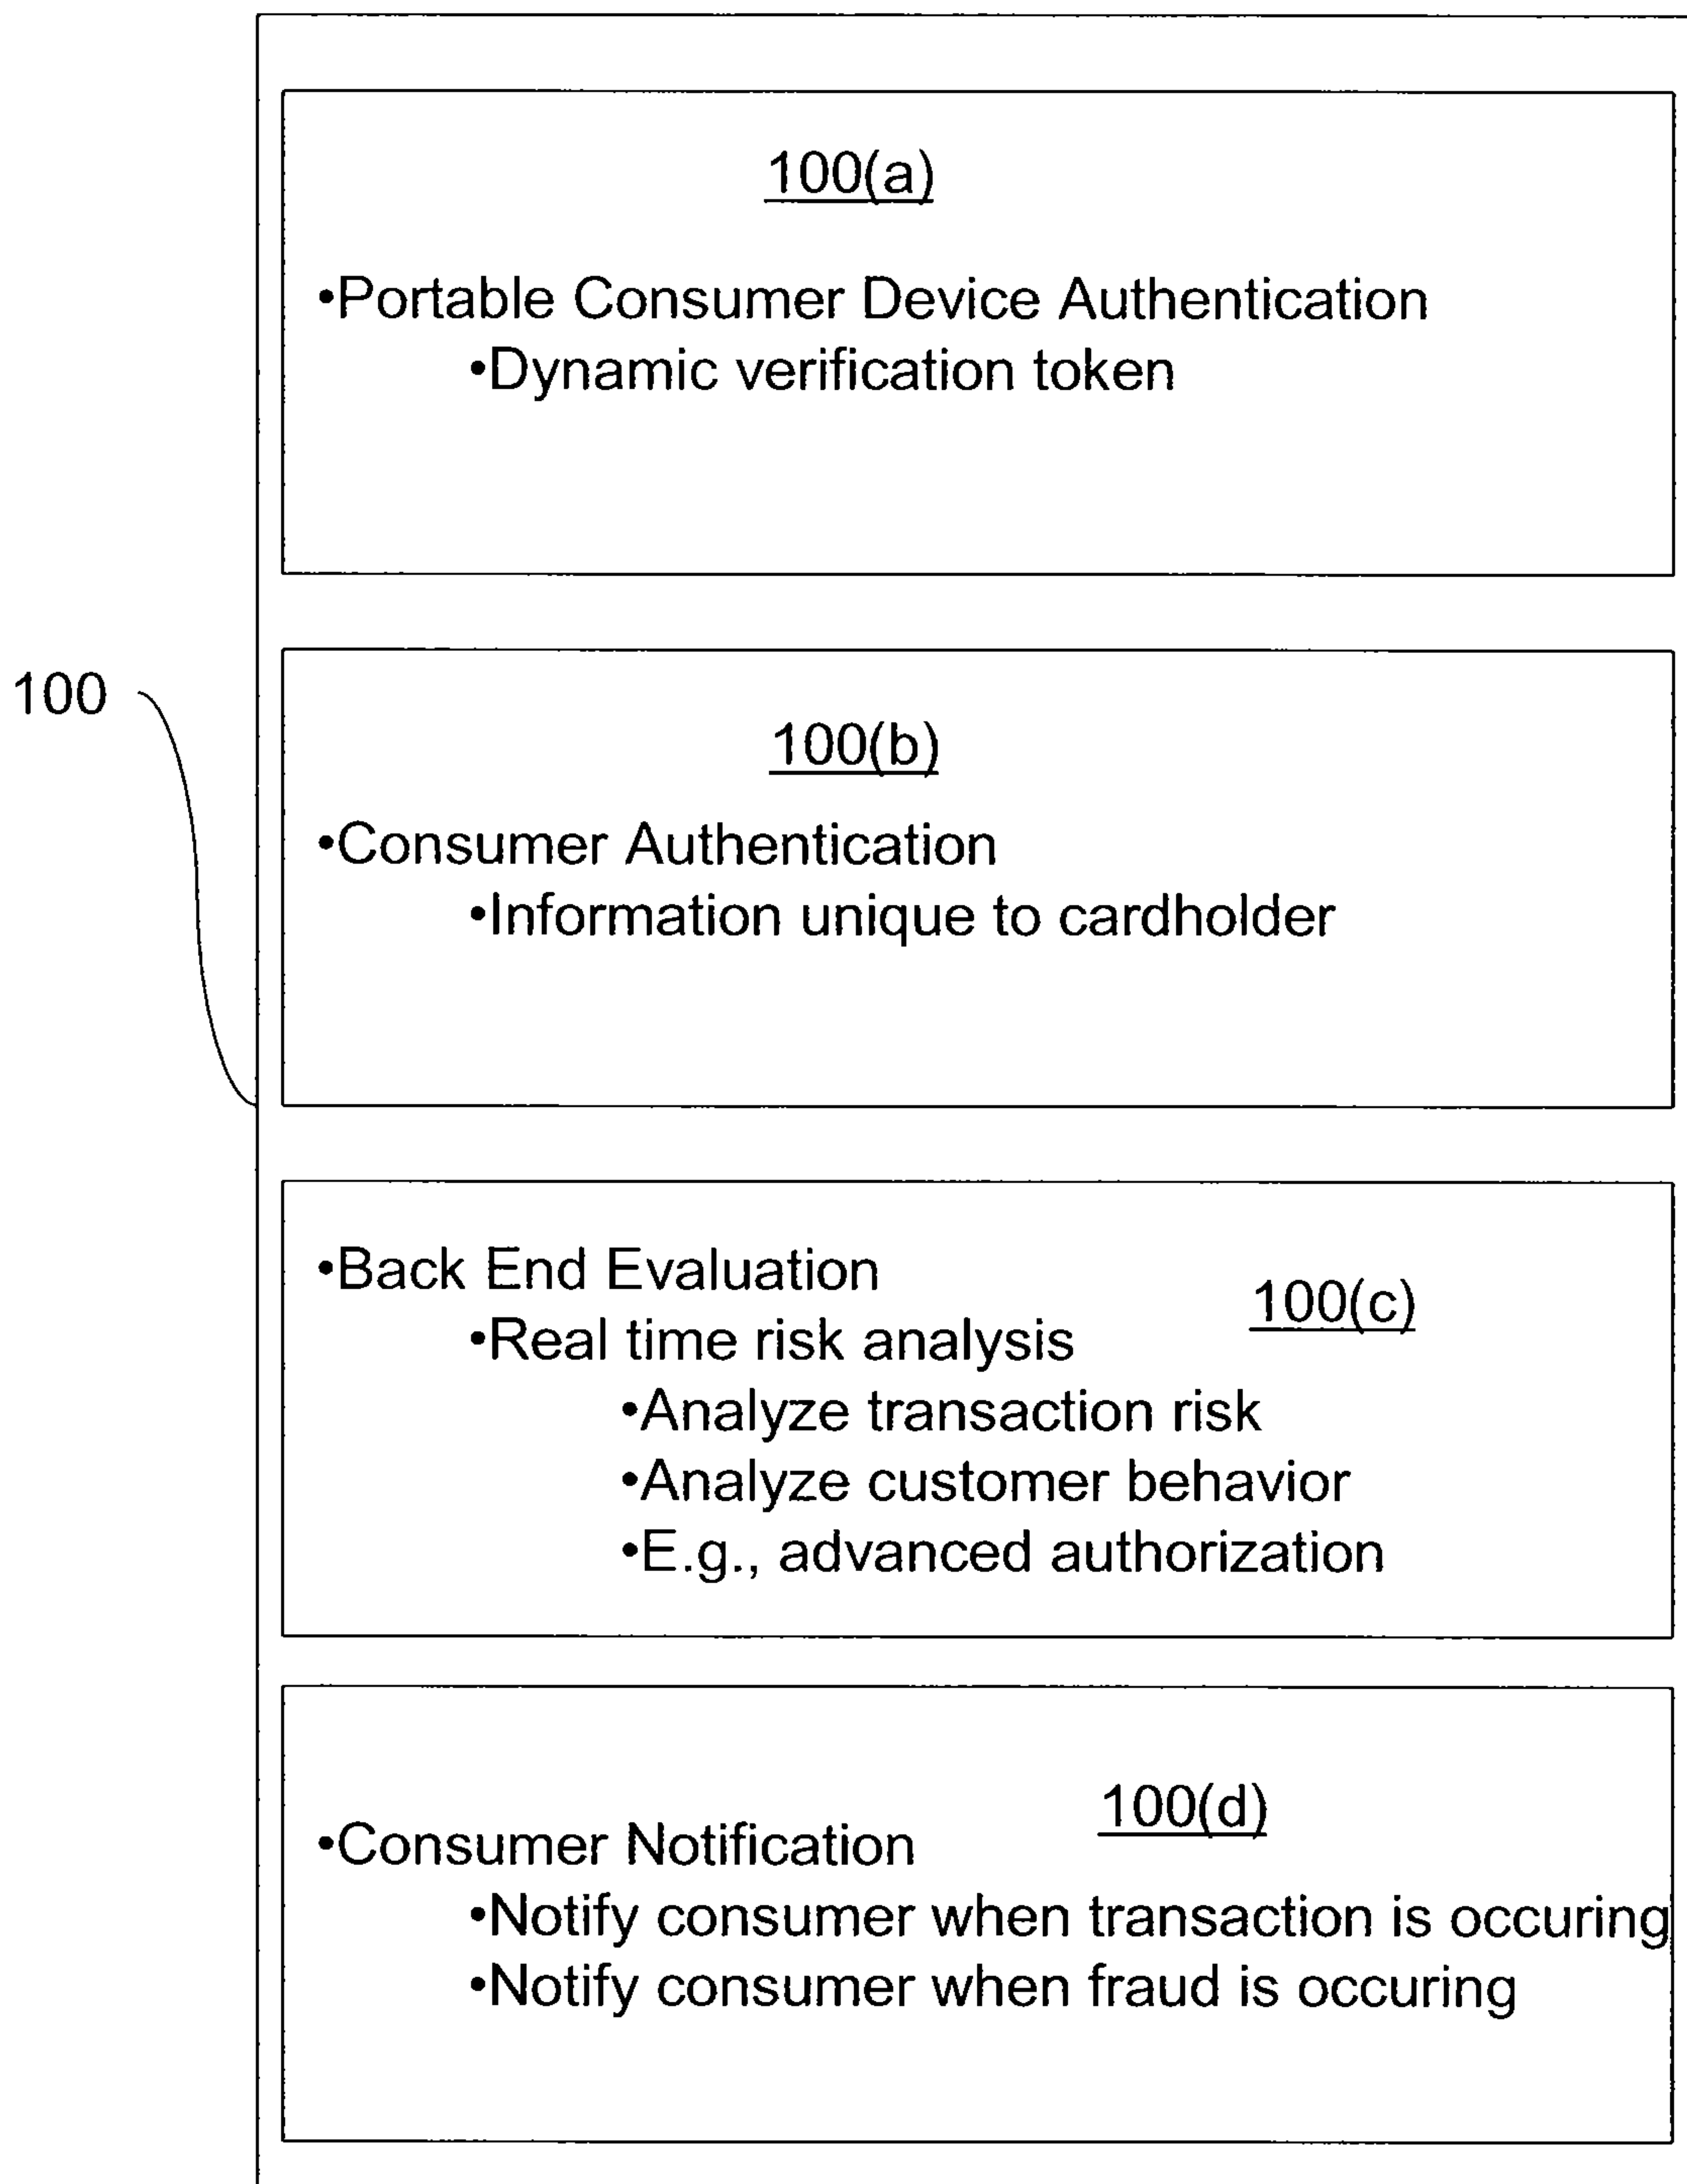 100(a)
•Portable Consumer Device Authentication
•Dynamic verification token
100
100(b)
•Consumer Authentication
•Information unique to cardholder
•Back End Evaluation
100(c)
•Real time risk analysis
•Analyze transaction risk
•Analyze customer behavior
•E.g., advanced authorization
100(d)
•Consumer Notification
•Notify consumer when transaction is occuring
•Notify consumer when fraud is occuring